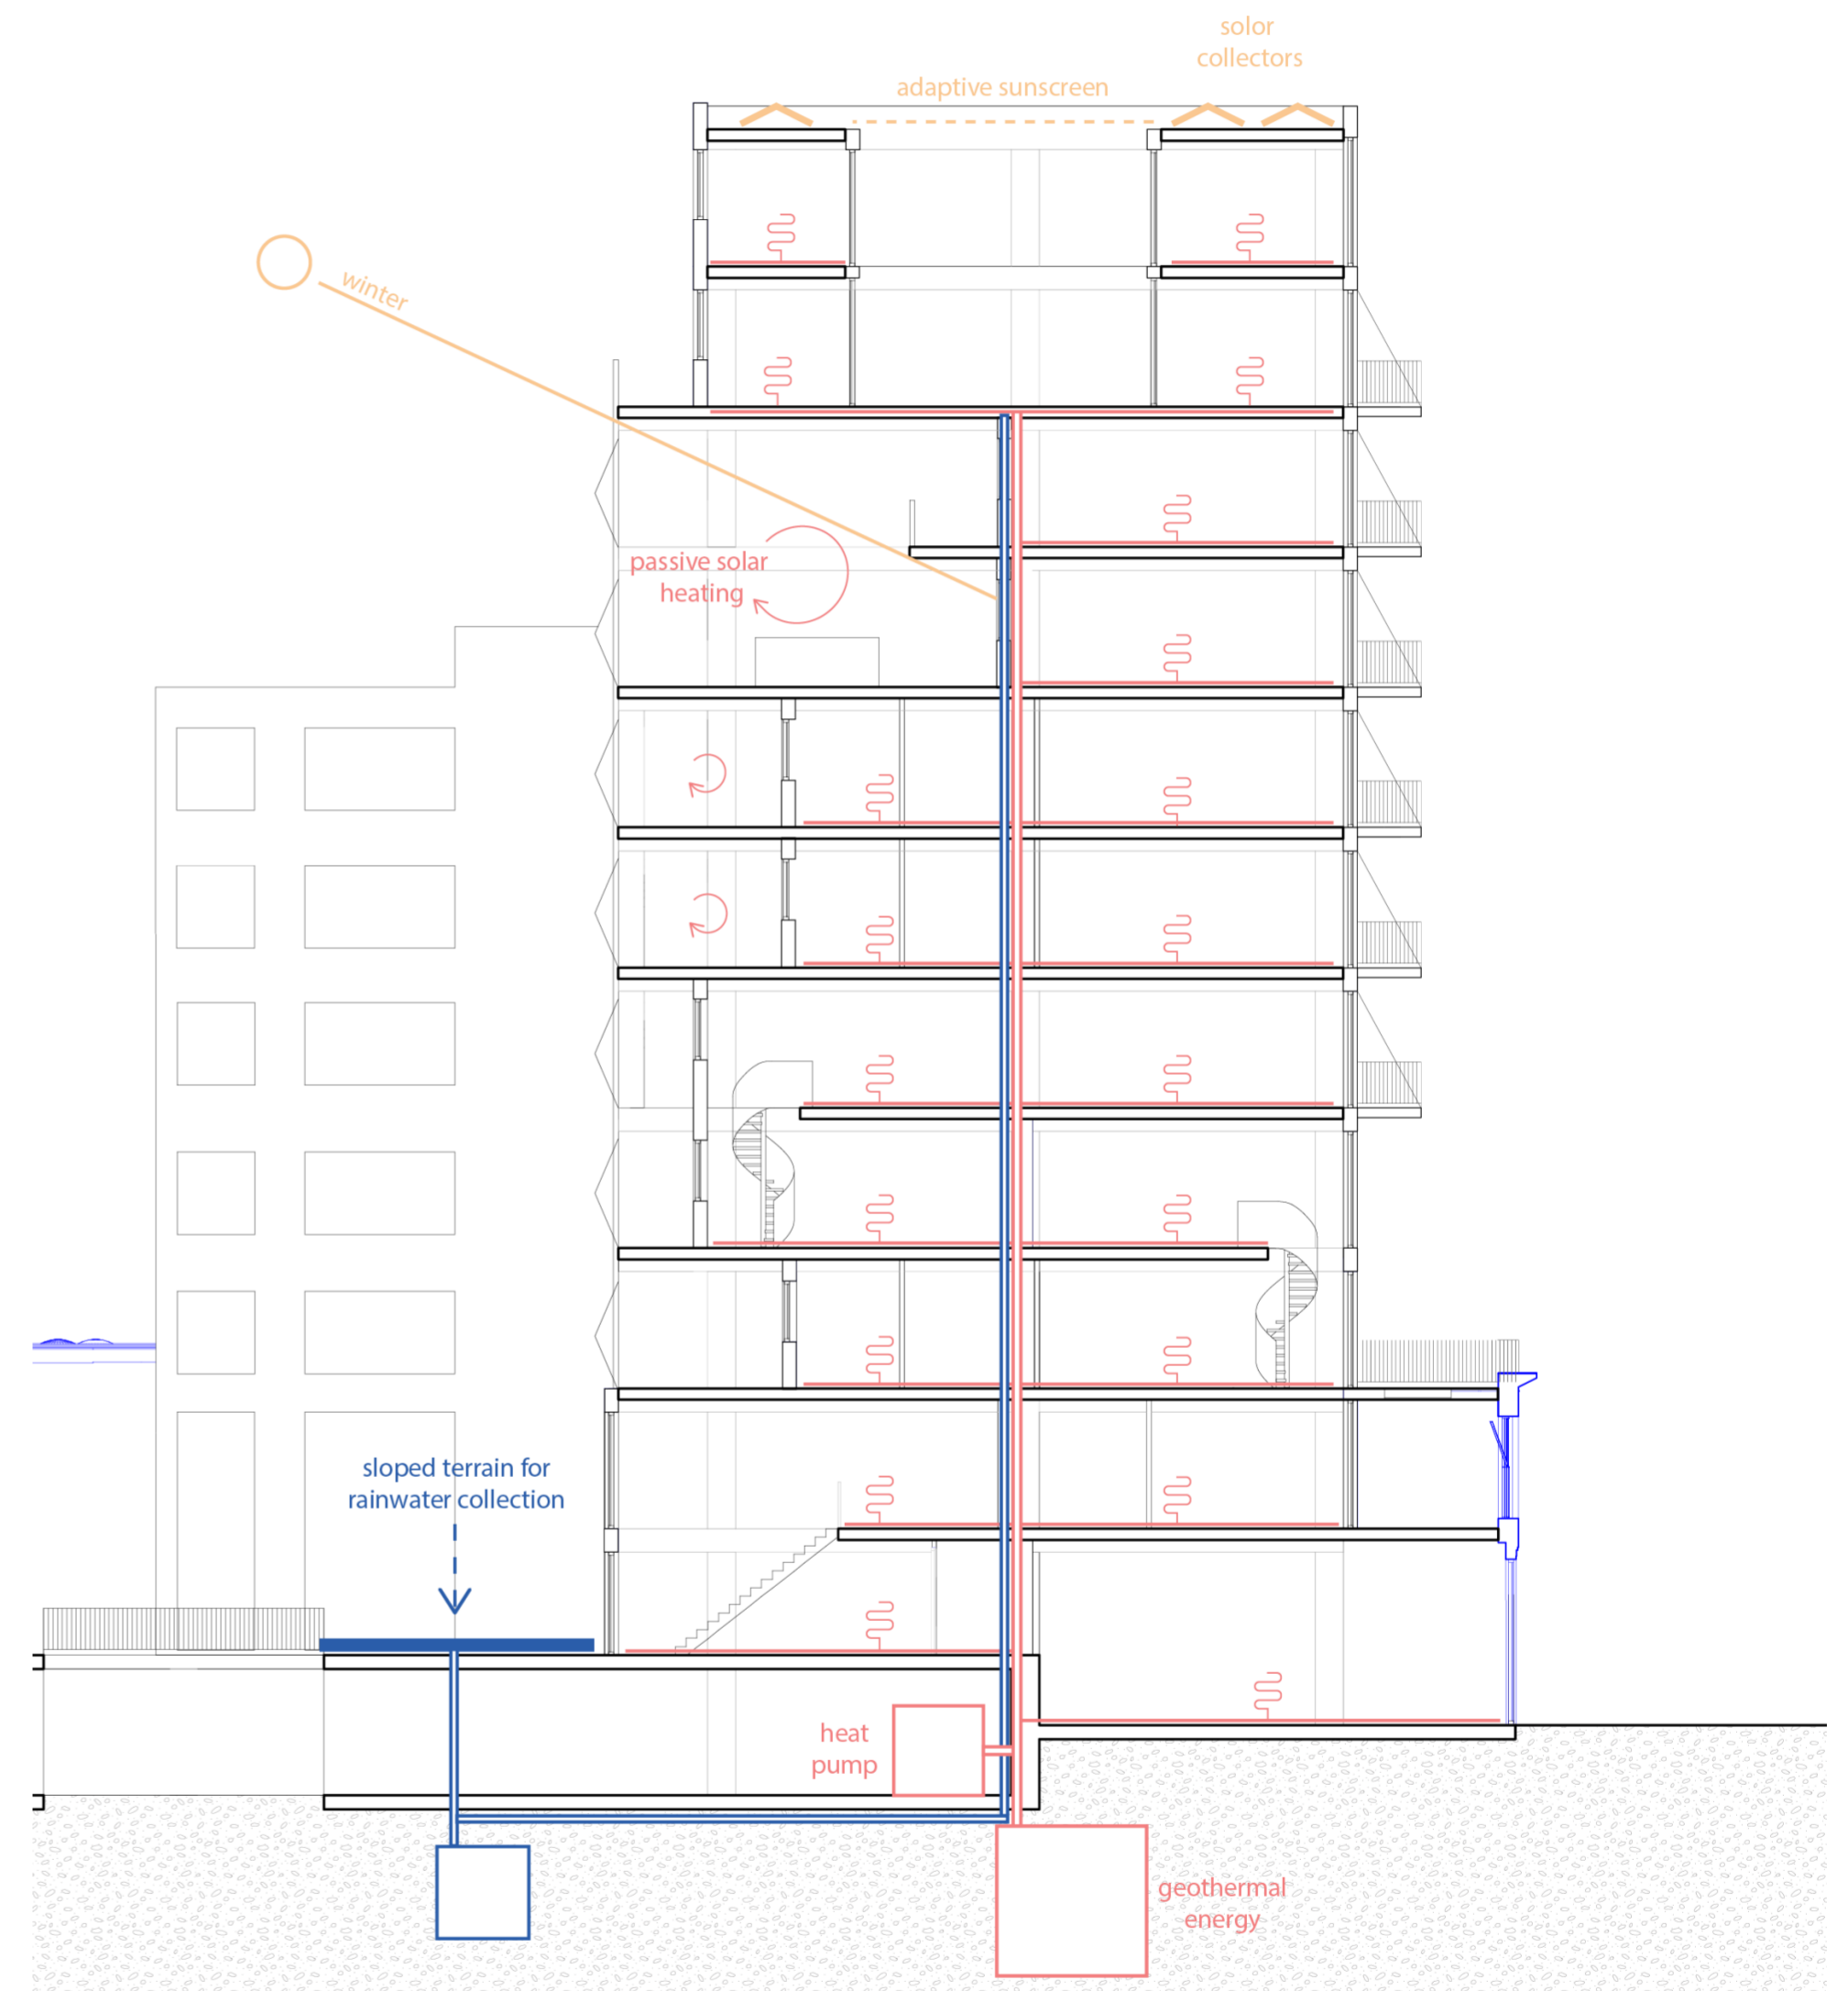 solor
collectors
adaptive sunscreen
winter
passive solar
heating
sloped terrain for
rainwater collection
heat
pump
geothermal
energy